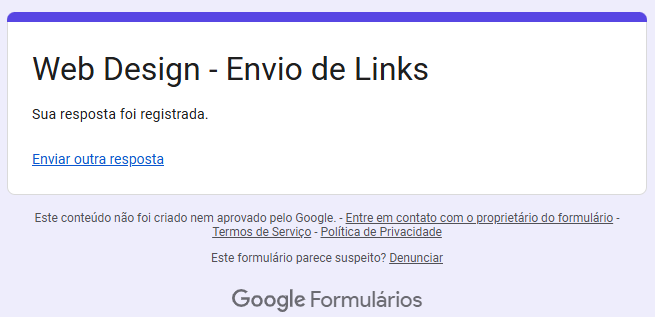 Web Design - Envio de Links
Sua resposta foi registrada.
Enviar outra resposta
Este conteúdo não foi criado nem aprovado pelo Google. - Entre em contato com o proprietário do formulário -
Termos de Serviço - Política de Privacidade
Este formulário parece suspeito? Denunciar
Google Formulários